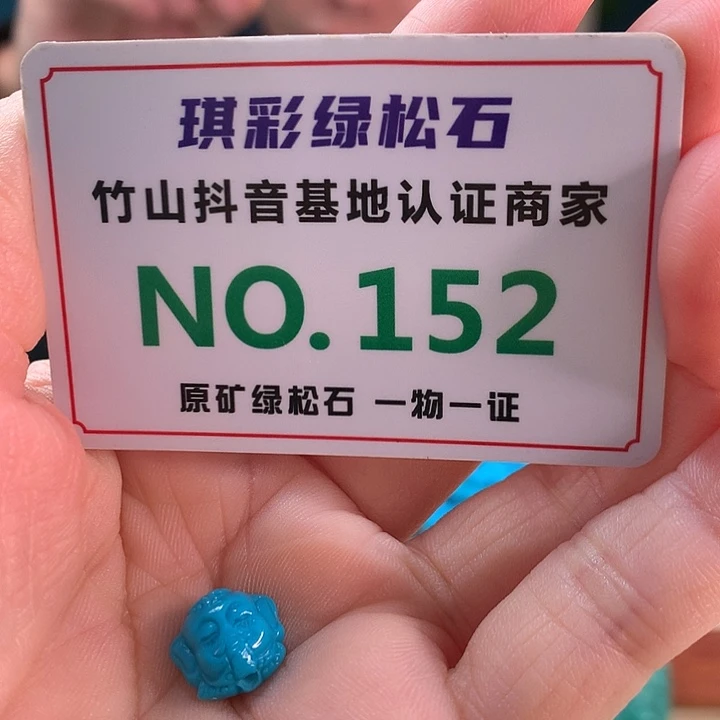 琪彩绿松石
竹山抖音基地认证商家
NO.152
原矿绿松石 一物一证